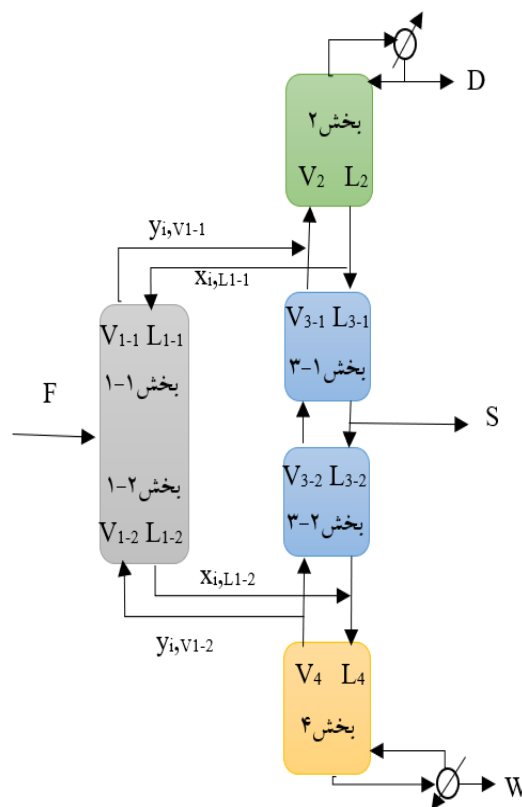 D
بخش۲
V2 L2
yi,V1-1
xi,L1-1
V1-1 L1-1
بخش۱-۱
V3-1 L3-1
بخش۱-۳
F
S
بخش۲-۱
V1-2 L1-2
V3-2 L3-2
بخش۲-۳
xi,L1-2
yi,V1-2
V4 L4
بخش۴
W